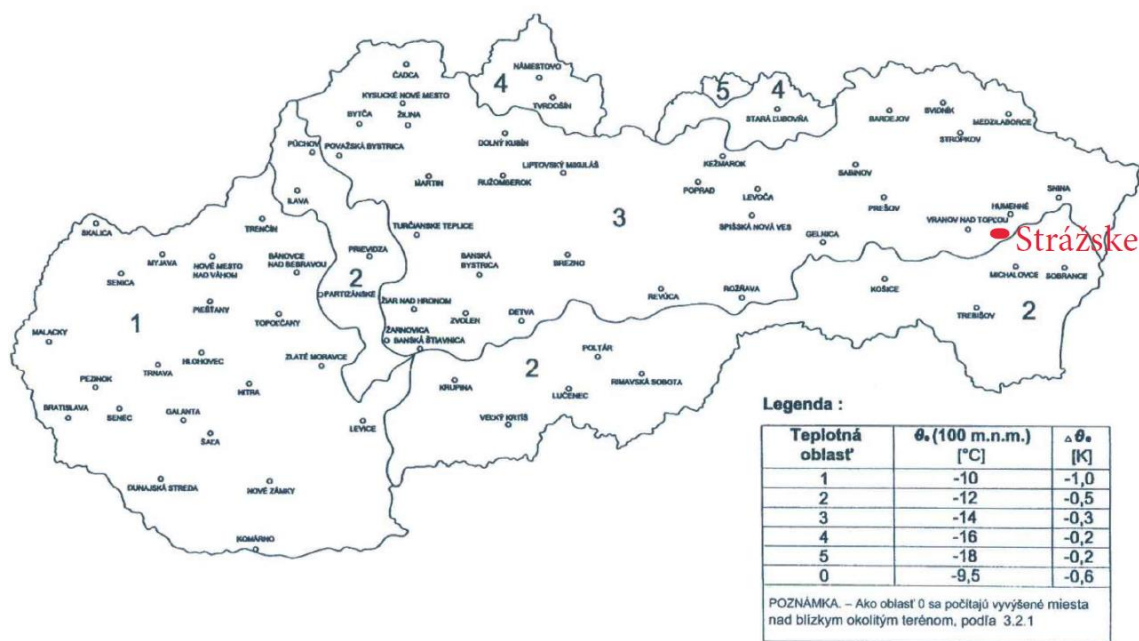 ČADCA
NÁMESTOVO
4
KYSUCKÉ NOVÉ MESTO
TVRDOŠÍN
BYTČA
ŽILINA
5
4
STARÁ ĽUBOVŇA
BARDEJOV
SVIDNÍK
MEDZILABORCE
STROPKOV
PÚCHOV
POVAŽSKÁ BYSTRICA
DOLNÝ KUBÍN
LIPTOVSKÝ MIKULÁŠ
KEŽMAROK
SABINOV
MARTIN
RUŽOMBEROK
POPRAD
LEVOČA
ILAVA
PREŠOV
SNINA
HUMENNÉ
TRENČÍN
TURČIANSKE TEPLICE
3
SPIŠSKÁ NOVÁ VES
VRANOV NAD TOPĽOU
SKALICA
GELNICA
Strážske
MYJAVA
NOVÉ MESTO
NAD VÁHOM
BÁNOVCE
NAD BEBRAVOU
PRIEVIDZA
BANSKÁ
BYSTRICA
BREZNO
MICHALOVCE
SOBRANCE
SENICA
2
KOŠICE
PARTIZÁNSKE
ŽIAR NAD HRONOM
REVÚCA
ROŽŇAVA
PIEŠŤANY
1
TOPOĽČANY
ZVOLEN
DETVA
TREBIŠOV
2
MALACKY
ŽARNOVICA
BANSKÁ ŠTIAVNICA
HLOHOVEC
ZLATÉ MORAVCE
POLTÁR
TRNAVA
2
RIMAVSKÁ SOBOTA
PEZINOK
NITRA
KRUPINA
LUČENEC
BRATISLAVA
SENEC
GALANTA
LEVICE
VEĽKÝ KRTÍŠ
ŠAĽA
DUNAJSKÁ STREDA
NOVÉ ZÁMKY
KOMÁRNO
Legenda :
Teplotná oblasť θe (100 m.n.m.) [°C] Δθe [K]
1 -10 -1,0
2 -12 -0,5
3 -14 -0,3
4 -16 -0,2
5 -18 -0,2
0 -9,5 -0,6
POZNÁMKA. – Ako oblasť 0 sa počítajú vyvýšené miesta
nad blízkym okolitým terénom, podľa 3.2.1